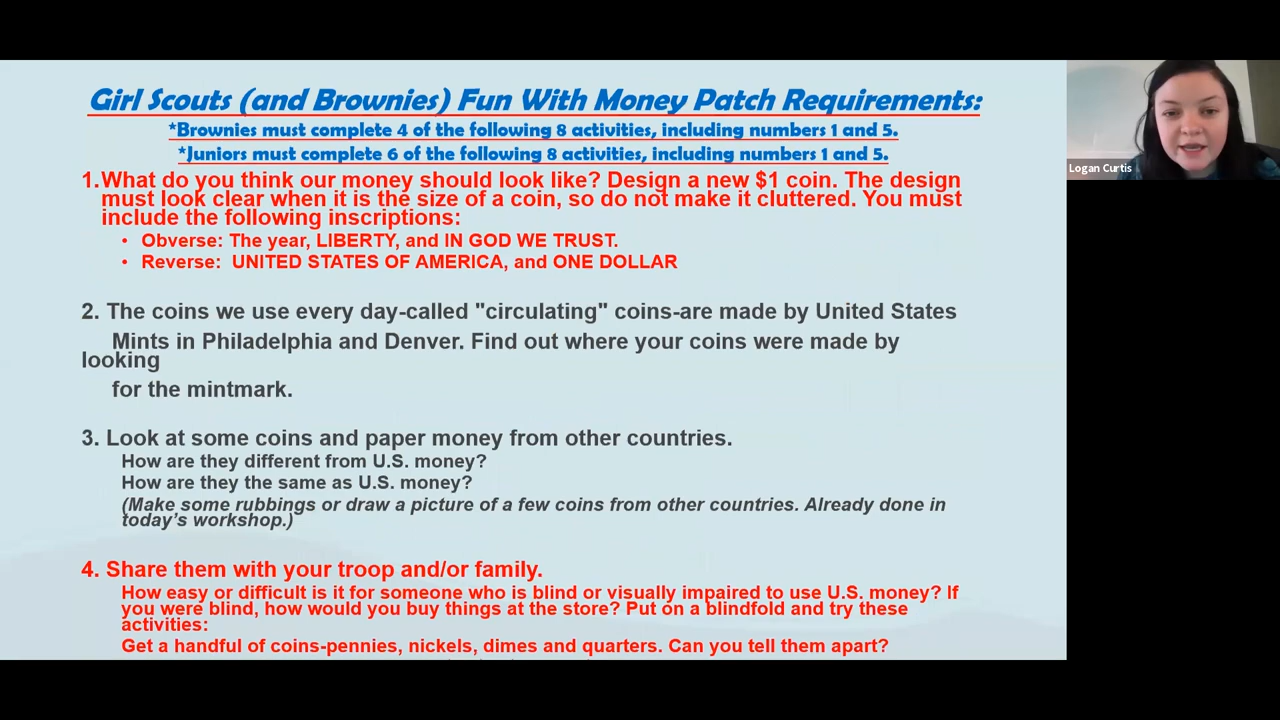 Girl Scouts (and Brownies) Fun With Money Patch Requirements:
*Brownies must complete 4 of the following 8 activities, including numbers 1 and 5.
*Juniors must complete 6 of the following 8 activities, including numbers 1 and 5.
1.What do you think our money should look like? Design a new $1 coin. The design
must look clear when it is the size of a coin, so do not make it cluttered. You must
include the following inscriptions:
• Obverse: The year, LIBERTY, and IN GOD WE TRUST.
• Reverse: UNITED STATES OF AMERICA, and ONE DOLLAR
2. The coins we use every day-called "circulating" coins-are made by United States
Mints in Philadelphia and Denver. Find out where your coins were made by
looking
for the mintmark.
3. Look at some coins and paper money from other countries.
How are they different from U.S. money?
How are they the same as U.S. money?
(Make some rubbings or draw a picture of a few coins from other countries. Already done in
today's workshop.)
4. Share them with your troop and/or family.
How easy or difficult is it for someone who is blind or visually impaired to use U.S. money? If
you were blind, how would you buy things at the store? Put on a blindfold and try these
activities:
Get a handful of coins-pennies, nickels, dimes and quarters. Can you tell them apart?
Logan Curtis